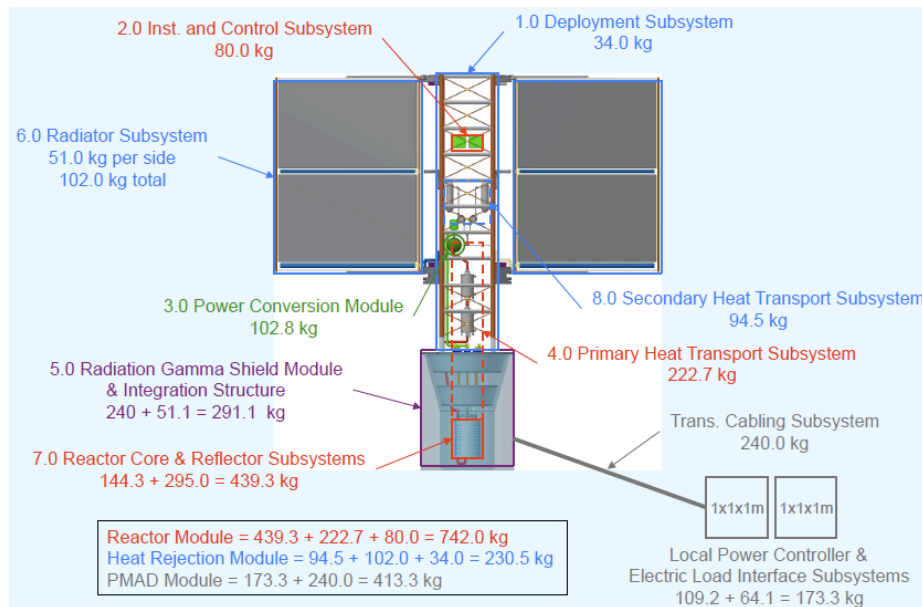 1.0 Deployment Subsystem
34.0 kg
2.0 Inst. and Control Subsystem
80.0 kg
6.0 Radiator Subsystem
51.0 kg per side
102.0 kg total
3.0 Power Conversion Module
102.8 kg
8.0 Secondary Heat Transport Subsystem
94.5 kg
5.0 Radiation Gamma Shield Module
& Integration Structure
240 + 51.1 = 291.1 kg
4.0 Primary Heat Transport Subsystem
222.7 kg
Trans. Cabling Subsystem
240.0 kg
7.0 Reactor Core & Reflector Subsystems
144.3 + 295.0 = 439.3 kg
1x1x1m
1x1x1m
Reactor Module = 439.3 + 222.7 + 80.0 = 742.0 kg
Heat Rejection Module = 94.5 + 102.0 + 34.0 = 230.5 kg
PMAD Module = 173.3 + 240.0 = 413.3 kg
Local Power Controller &
Electric Load Interface Subsystems
109.2 + 64.1 = 173.3 kg